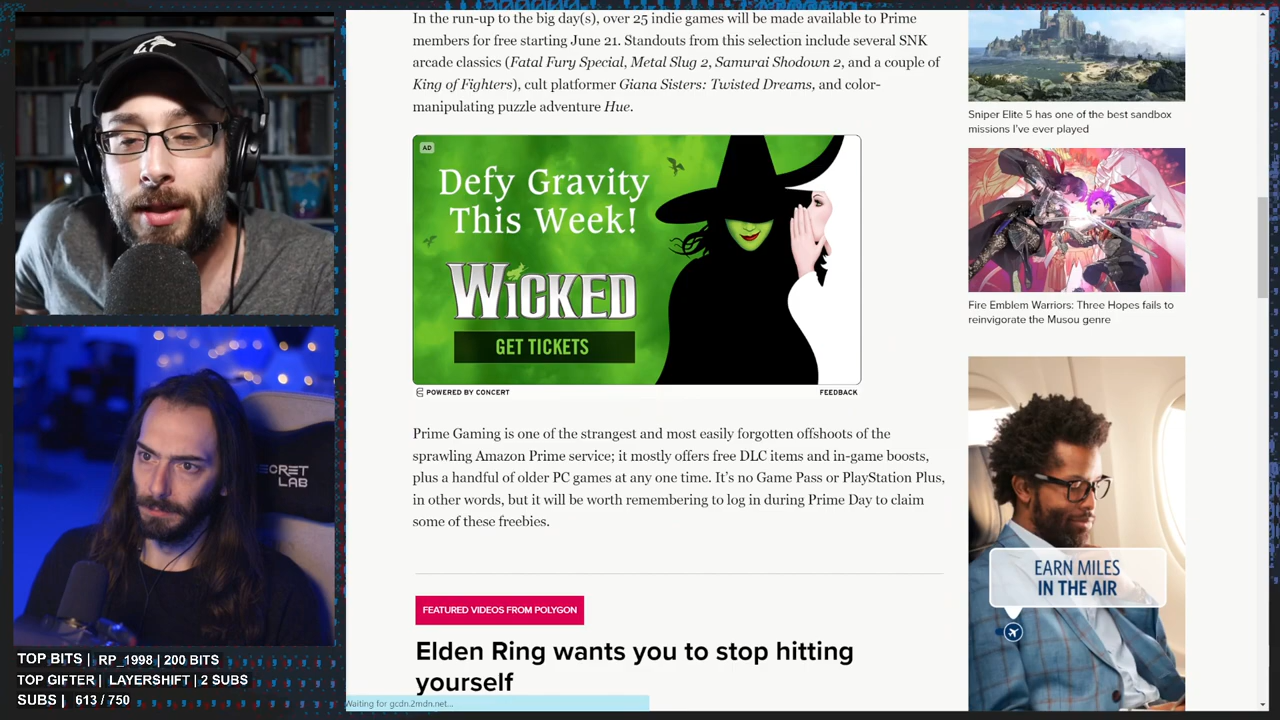 In the run-up to the big day(s), over 25 indie games will be made available to Prime
members for free starting June 21. Standouts from this selection include several SNK
arcade classics (Fatal Fury Special, Metal Slug 2, Samurai Shodown 2, and a couple of
King of Fighters), cult platformer Giana Sisters: Twisted Dreams, and color-
manipulating puzzle adventure Hue.
AD
Defy Gravity
This Week!
WICKED
GET TICKETS
POWERED BY CONCERT
FEEDBACK
Prime Gaming is one of the strangest and most easily forgotten offshoots of the
sprawling Amazon Prime service; it mostly offers free DLC items and in-game boosts,
plus a handful of older PC games at any one time. It’s no Game Pass or PlayStation Plus,
in other words, but it will be worth remembering to log in during Prime Day to claim
some of these freebies.
FEATURED VIDEOS FROM POLYGON
Elden Ring wants you to stop hitting
yourself
Waiting for gcdn.2mdn.net...
Sniper Elite 5 has one of the best sandbox
missions I’ve ever played
Fire Emblem Warriors: Three Hopes fails to
reinvigorate the Musou genre
EARN MILES
IN THE AIR
SECRET
LAB
TOP BITS | RP_1998 | 200 BITS
TOP GIFTER | LAYERSHIFT | 2 SUBS
SUBS | 613 / 750